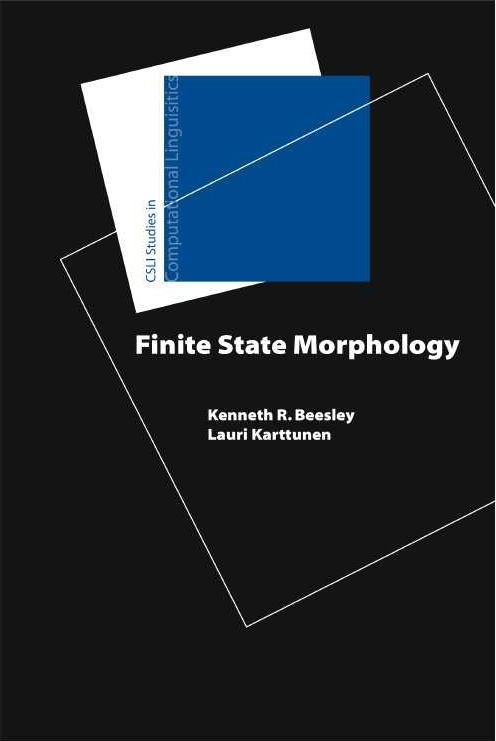 CSLI Studies in
Computational Linguisitics
Finite State Morphology
Kenneth R. Beesley
Lauri Karttunen